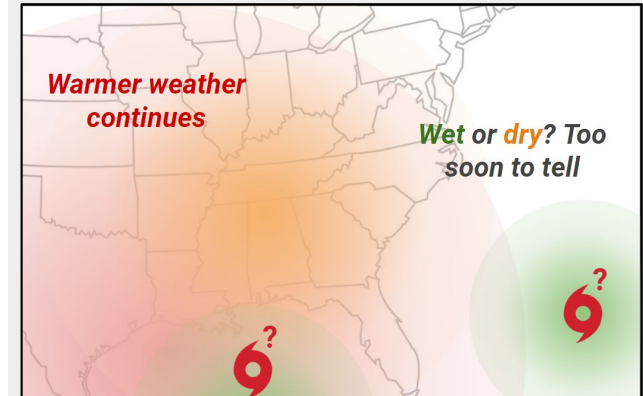 Warmer weather
continues
Wet or dry? Too
soon to tell
?
?